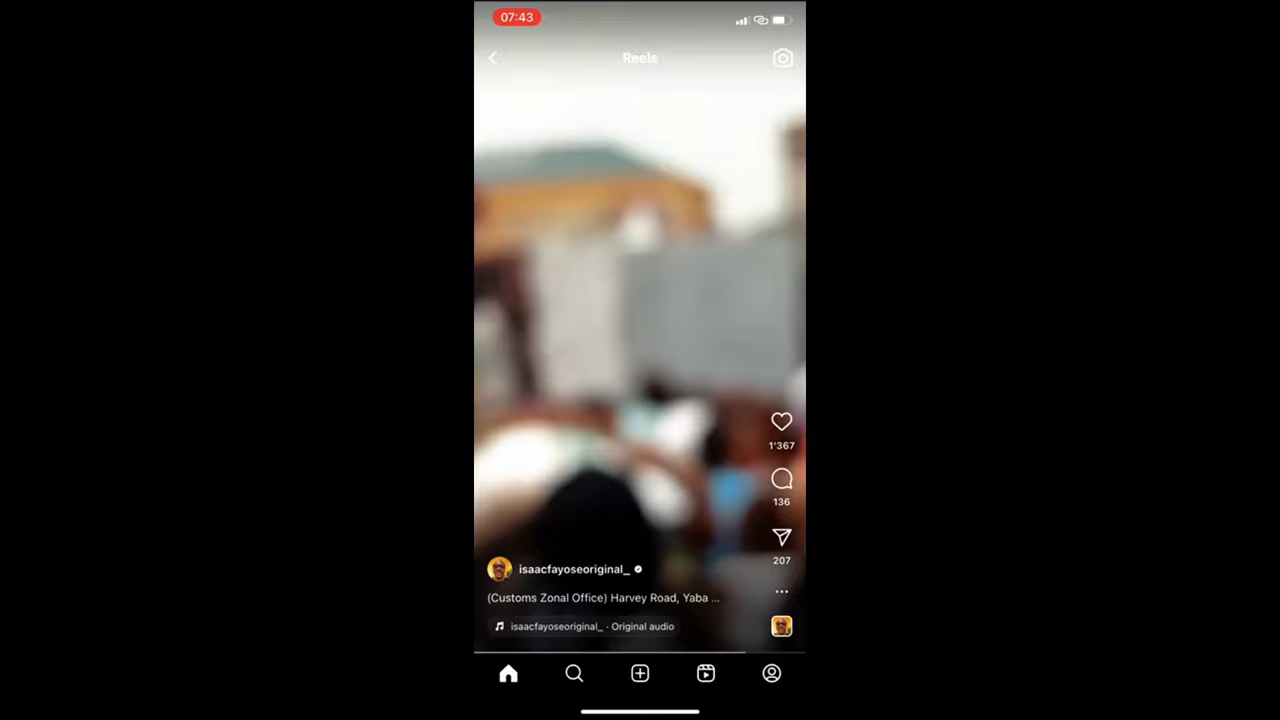 07:43
Reels
1'367
136
207
isaacfayoseoriginal_
(Customs Zonal Office) Harvey Road, Yaba ...
isaacfayoseoriginal_ · Original audio